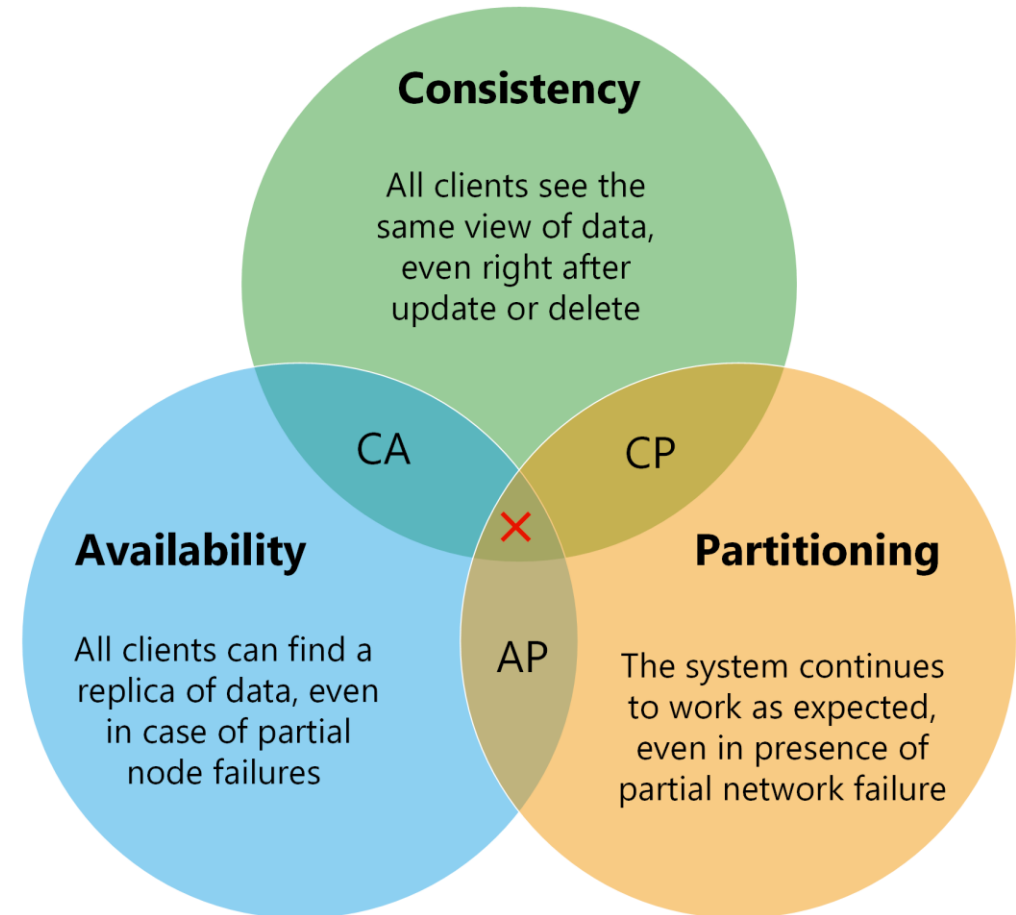 Consistency
All clients see the
same view of data,
even right after
update or delete
CA
CP
Availability
All clients can find a
replica of data, even
in case of partial
node failures
AP
Partitioning
The system continues
to work as expected,
even in presence of
partial network failure